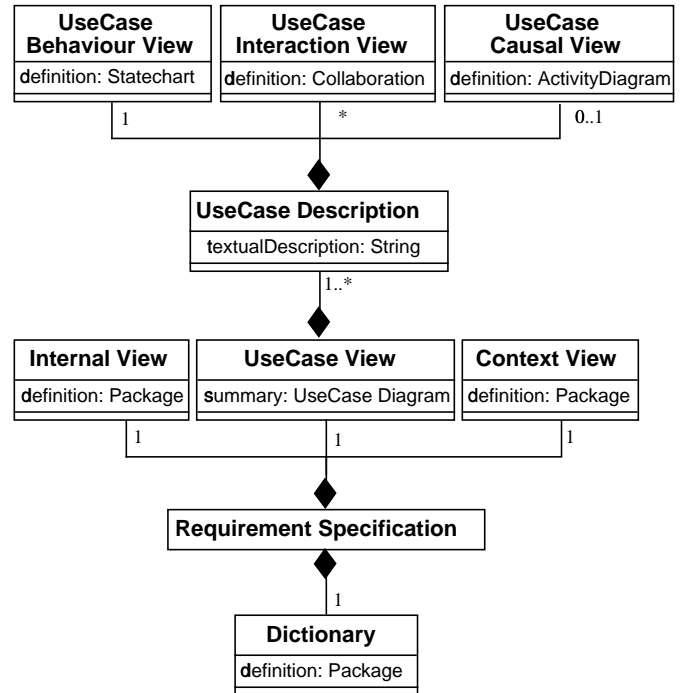 UseCase
Behaviour View
definition: Statechart
UseCase
Interaction View
definition: Collaboration
UseCase
Causal View
definition: ActivityDiagram
1
*
0..1
UseCase Description
textualDescription: String
1..*
Internal View
definition: Package
UseCase View
summary: UseCase Diagram
Context View
definition: Package
1
1
1
Requirement Specification
1
Dictionary
definition: Package